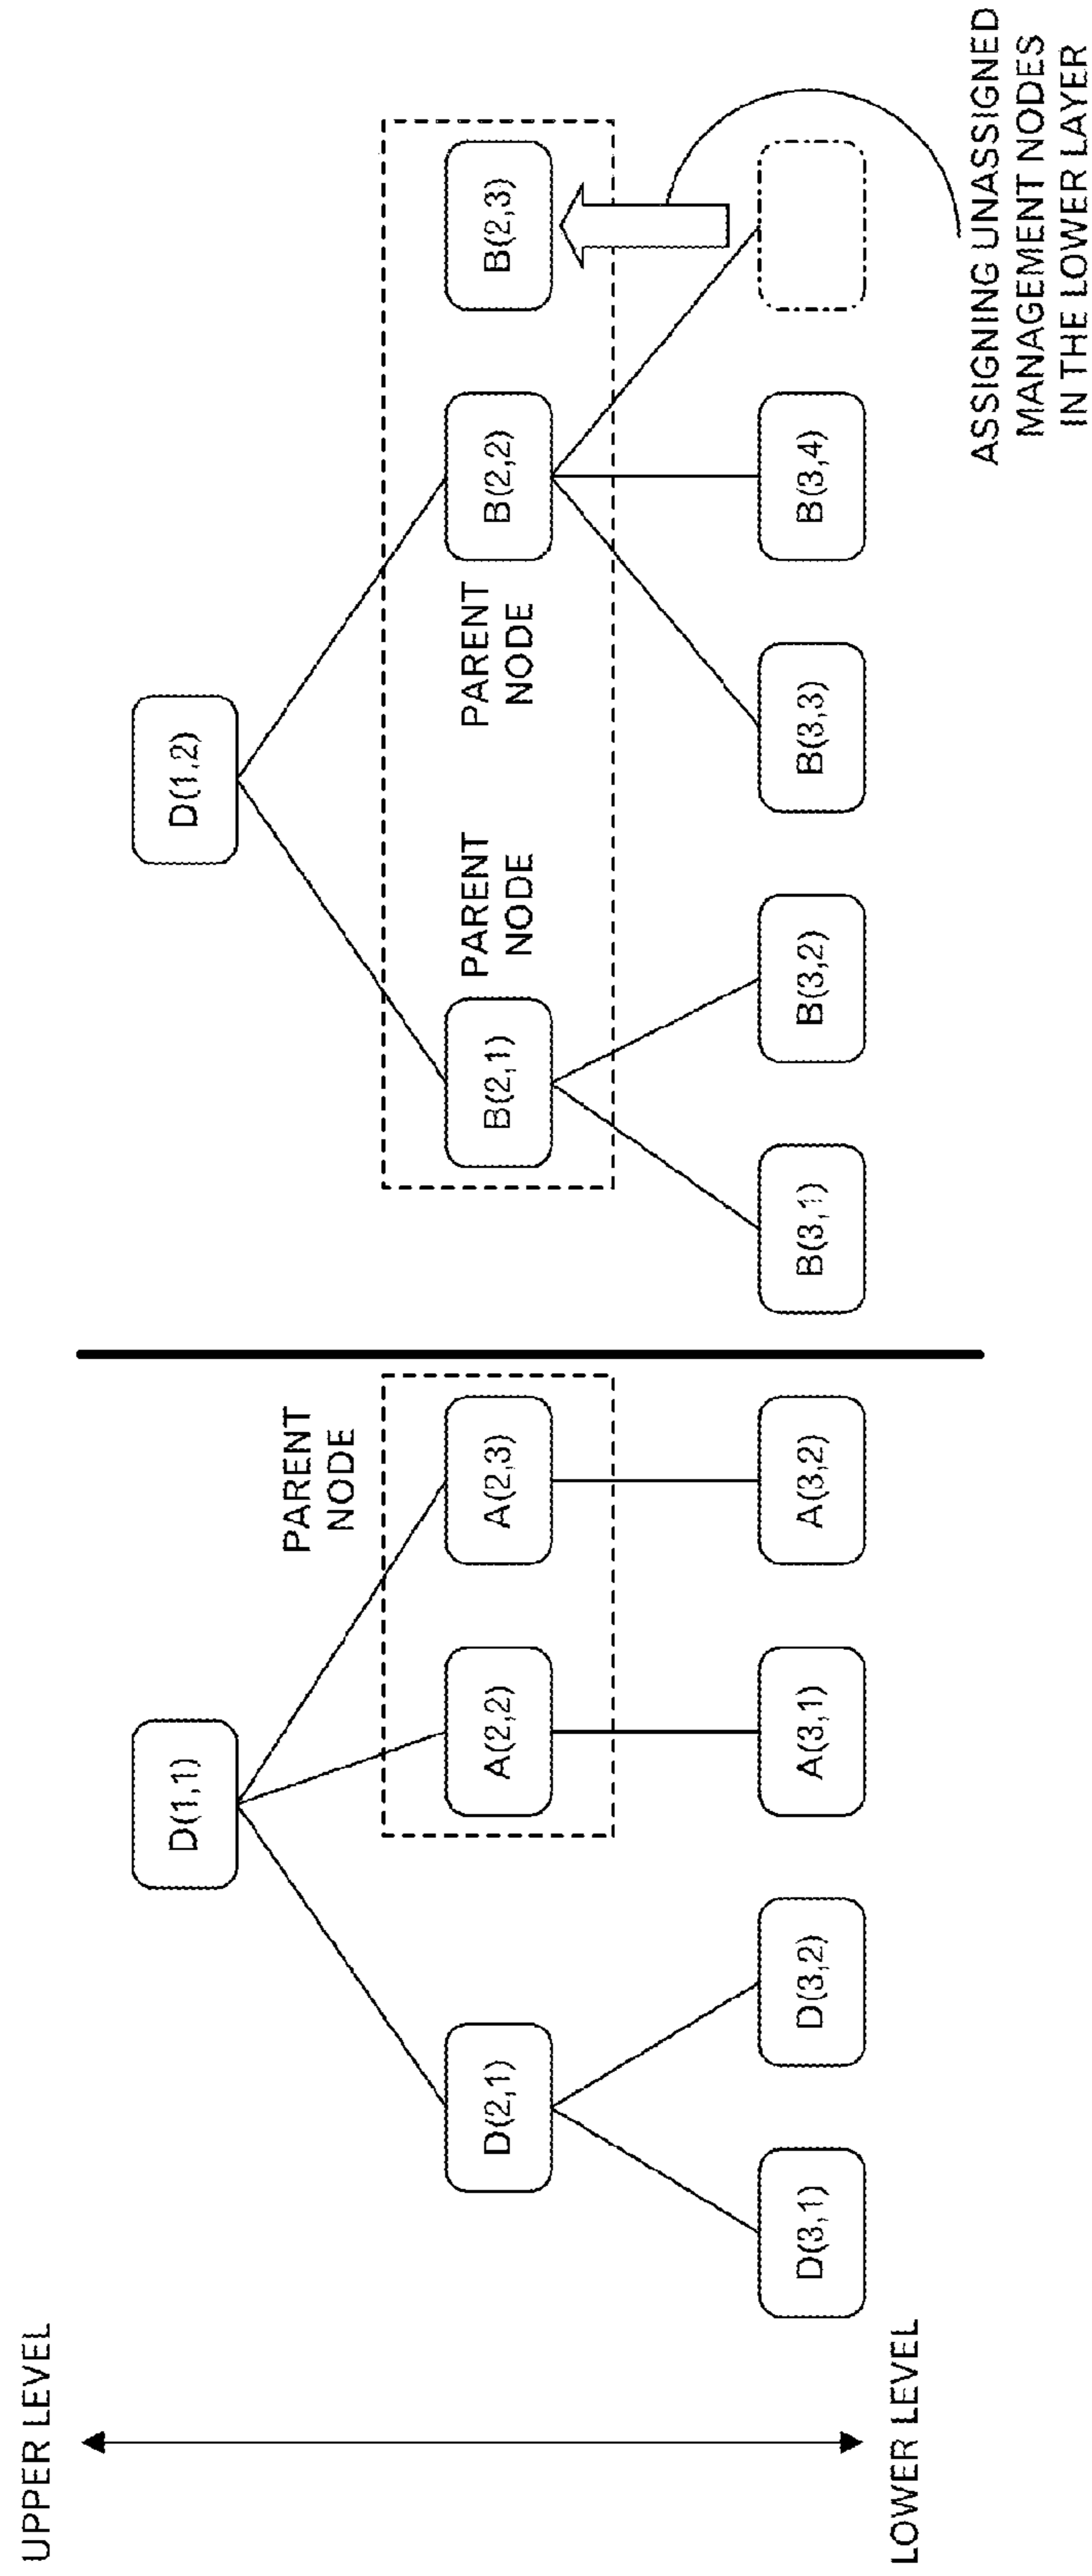 UPPER LEVEL
D(1,1)
D(1,2)
PARENT
NODE
D(2,1)
A(2,2)
A(2,3)
B(2,1)
PARENT
NODE
PARENT
NODE
B(2,2)
B(2,3)
D(3,1)
D(3,2)
A(3,1)
A(3,2)
B(3,1)
B(3,2)
B(3,3)
B(3,4)
LOWER LEVEL
ASSIGNING UNASSIGNED
MANAGEMENT NODES
IN THE LOWER LAYER